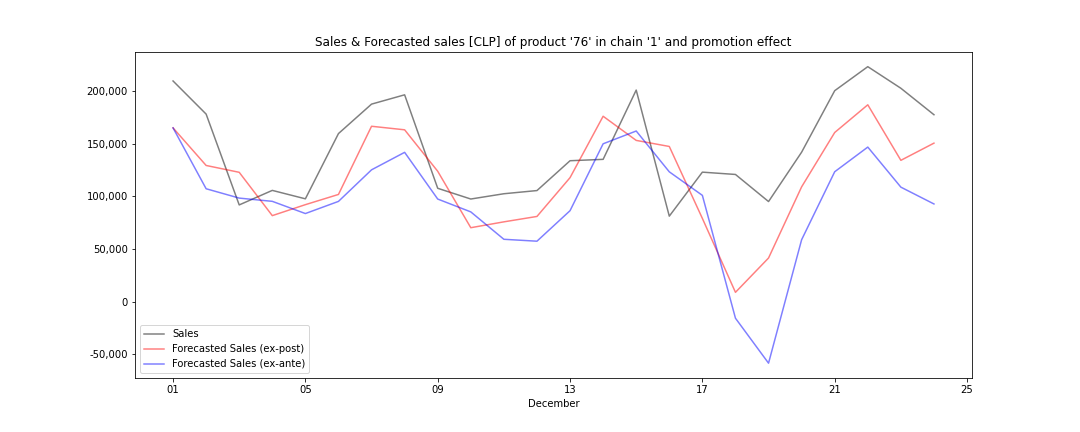 Sales & Forecasted sales [CLP] of product '76' in chain '1' and promotion effect
200,000
150,000
100,000
50,000
0
-50,000
Sales
Forecasted Sales (ex-post)
Forecasted Sales (ex-ante)
01 05 09 13 17 21 25
December